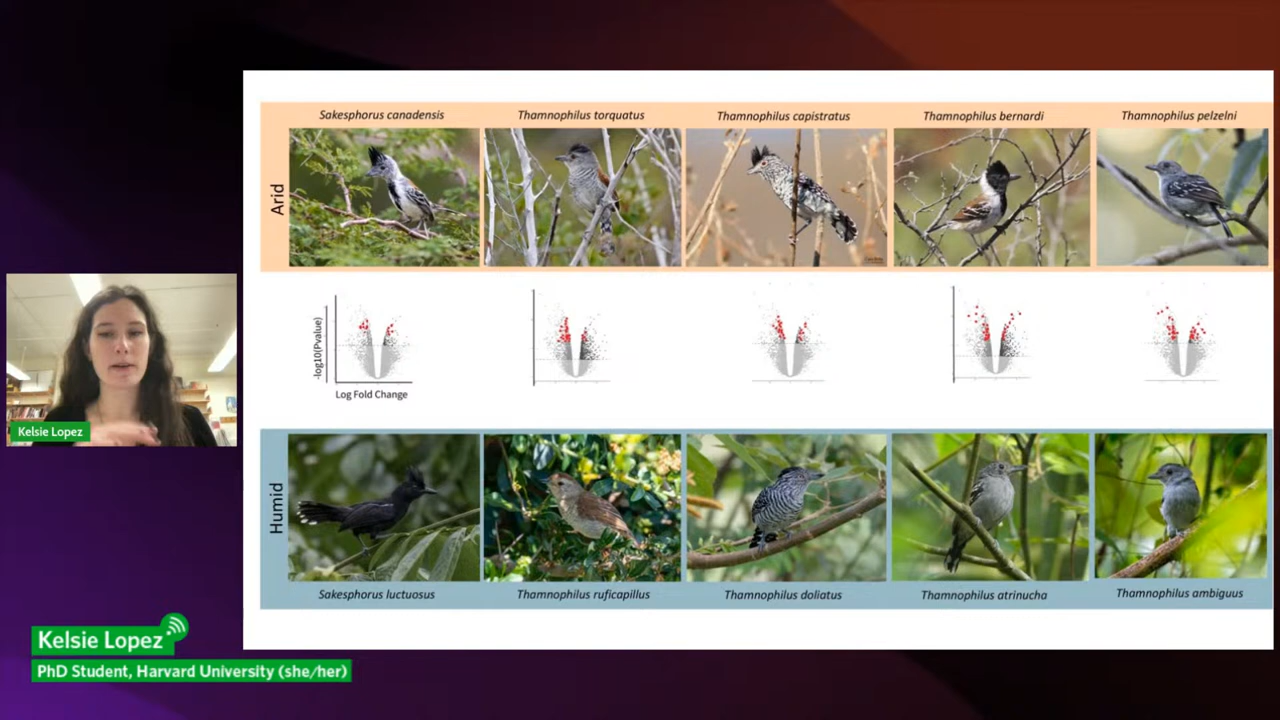 Sakesphorus canadensis
Thamnophilus torquatus
Thamnophilus capistratus
Thamnophilus bernardi
Thamnophilus pelzelni
Arid
-log10(Pvalue)
Log Fold Change
Humid
Sakesphorus luctuosus
Thamnophilus ruficapillus
Thamnophilus doliatus
Thamnophilus atrinucha
Thamnophilus ambiguus
Kelsie Lopez
Kelsie Lopez
PhD Student, Harvard University (she/her)